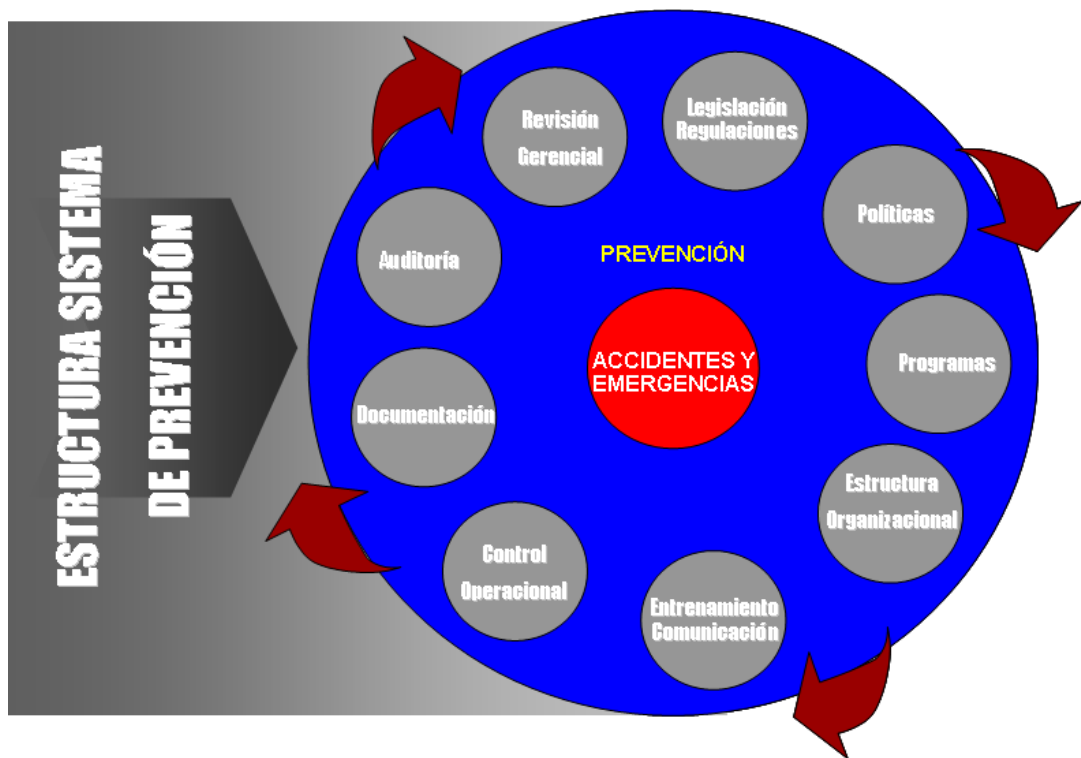 ESTRUCTURA SISTEMA
DE PREVENCIÓN
Revisión
Gerencial
Legislación
Regulaciones
Políticas
Auditoría
PREVENCIÓN
ACCIDENTES Y
EMERGENCIAS
Programas
Documentación
Estructura
Organizacional
Control
Operacional
Entrenamiento
Comunicación